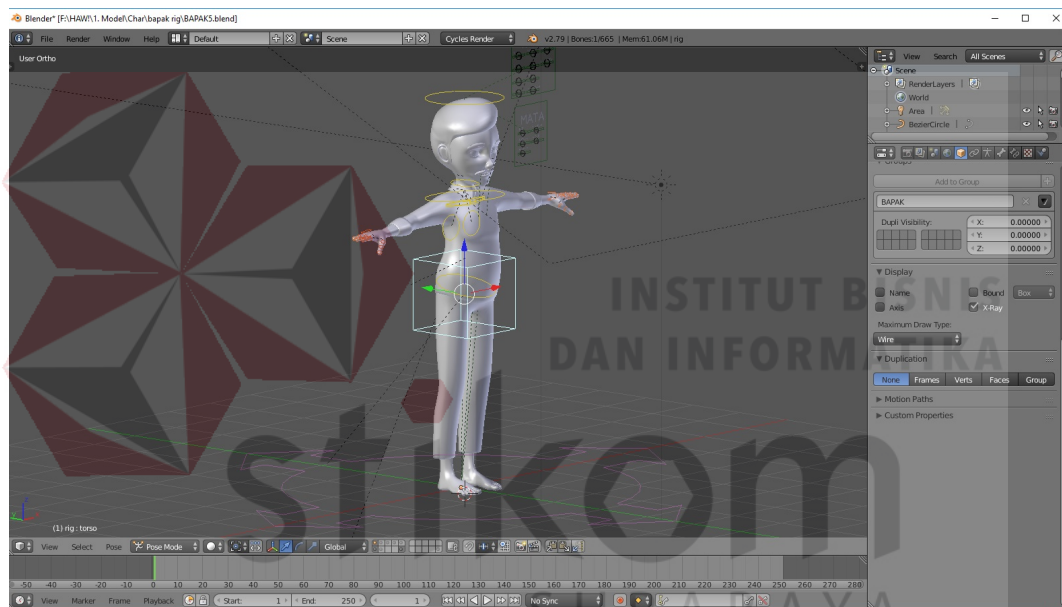 Blender* [F:\HAW!\1. Model\Char\bapak rig\BAPAK5.blend]
File Render Window Help Default Scene Cycles Render v2.79 | Bones:1/665 | Mem:61.06M | rig
User Ortho
MATA
View Search All Scenes
Scene
RenderLayers
World
Area
BezierCircle
Groups
Add to Group
BAPAK
Dupli Visibility:
X: 0.00000
Y: 0.00000
Z: 0.00000
Display
Name Bound Box
Axis X-Ray
Maximum Draw Type:
Wire
Duplication
None Frames Verts Faces Group
Motion Paths
Custom Properties
INSTITUT BISNIS
DAN INFORMATIKA
stikom
SURABAYA
(1) rig : torso
View Select Pose Pose Mode Global
-50 -40 -30 -20 -10 0 10 20 30 40 50 60 70 80 90 100 110 120 130 140 150 160 170 180 190 200 210 220 230 240 250 260 270 280
View Marker Frame Playback Start: 1 End: 250 1 No Sync